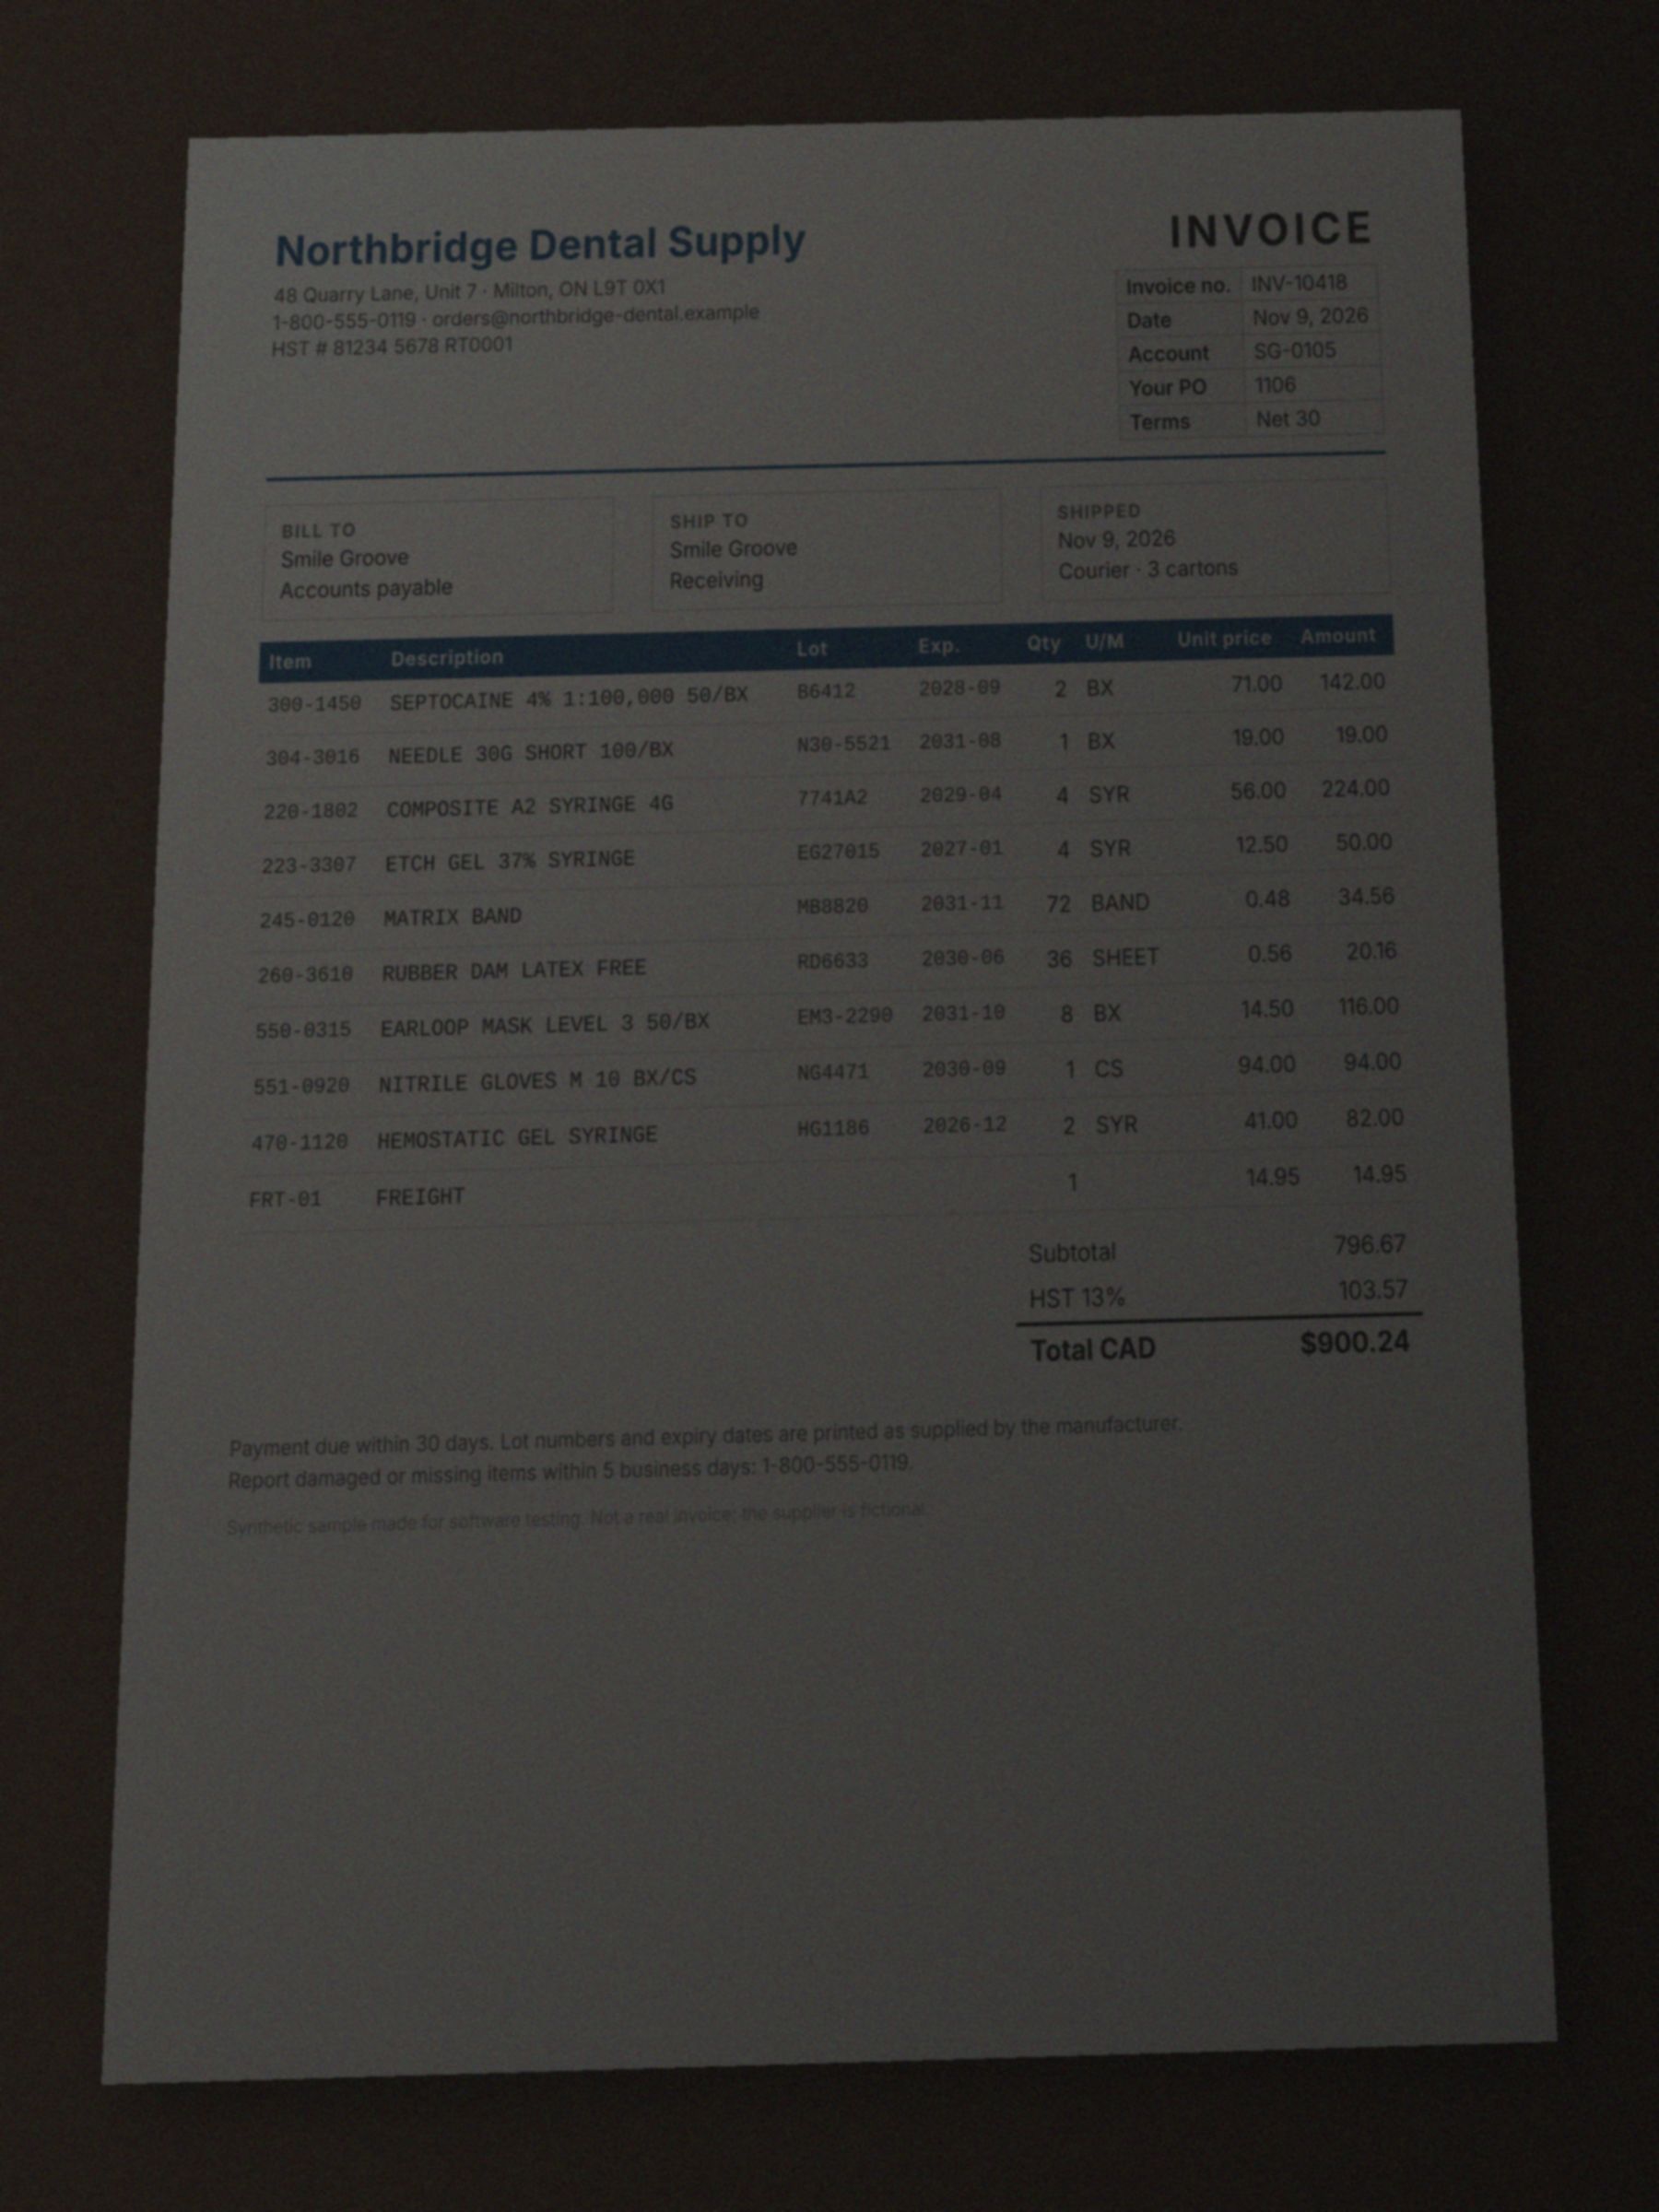 Northbridge Dental Supply
48 Quarry Lane, Unit 7 · Milton, ON L9T 0X1
1-800-555-0119 · orders@northbridge-dental.example
HST # 81234 5678 RT0001
INVOICE
Invoice no. INV-10418
Date Nov 9, 2026
Account SG-0105
Your PO 1106
Terms Net 30
BILL TO
Smile Groove
Accounts payable
SHIP TO
Smile Groove
Receiving
SHIPPED
Nov 9, 2026
Courier · 3 cartons
Item Description Lot Exp. Qty U/M Unit price Amount
300-1450 SEPTOCAINE 4% 1:100,000 50/BX B6412 2028-09 2 BX 71.00 142.00
304-3016 NEEDLE 30G SHORT 100/BX N30-5521 2031-08 1 BX 19.00 19.00
220-1802 COMPOSITE A2 SYRINGE 4G 7741A2 2029-04 4 SYR 56.00 224.00
223-3307 ETCH GEL 37% SYRINGE EG27015 2027-01 4 SYR 12.50 50.00
245-0120 MATRIX BAND MB8820 2031-11 72 BAND 0.48 34.56
260-3610 RUBBER DAM LATEX FREE RD6633 2030-06 36 SHEET 0.56 20.16
550-0315 EARLOOP MASK LEVEL 3 50/BX EM3-2290 2031-10 8 BX 14.50 116.00
551-0920 NITRILE GLOVES M 10 BX/CS NG4471 2030-09 1 CS 94.00 94.00
470-1120 HEMOSTATIC GEL SYRINGE HG1186 2026-12 2 SYR 41.00 82.00
FRT-01 FREIGHT 1 14.95 14.95
Subtotal 796.67
HST 13% 103.57
Total CAD $900.24
Payment due within 30 days. Lot numbers and expiry dates are printed as supplied by the manufacturer.
Report damaged or missing items within 5 business days: 1-800-555-0119.
Synthetic sample made for software testing. Not a real invoice; the supplier is fictional.